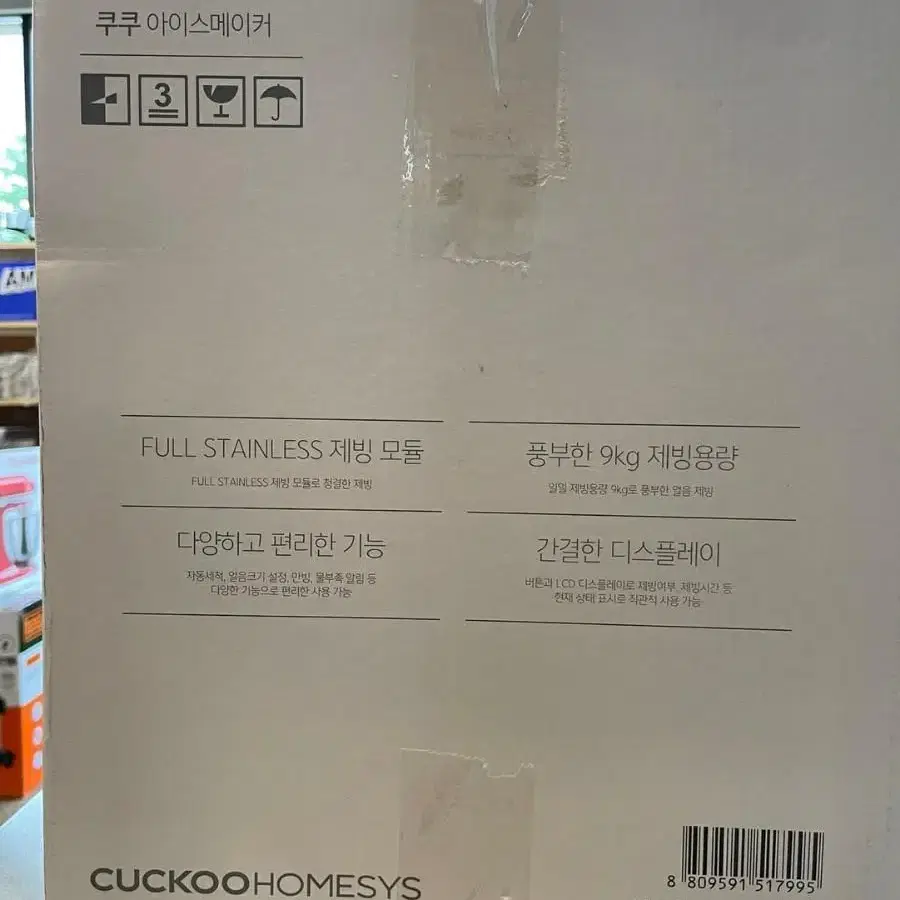 쿠쿠 아이스메이커
3
AM
FULL STAINLESS 제빙 모듈
FULL STAINLESS 제빙 모듈로 청결한 제빙
풍부한 9kg 제빙용량
일일 제빙용량 9kg로 풍부한 얼음 제빙
다양하고 편리한 기능
자동세척, 얼음크기 설정, 만빙, 물부족 알림 등
다양한 기능으로 편리한 사용 가능
간결한 디스플레이
버튼과 LCD 디스플레이로 제빙여부, 제빙시간 등
현재 상태 표시로 직관적 사용 가능
CUCKOOHOMESYS
8 809591 517995